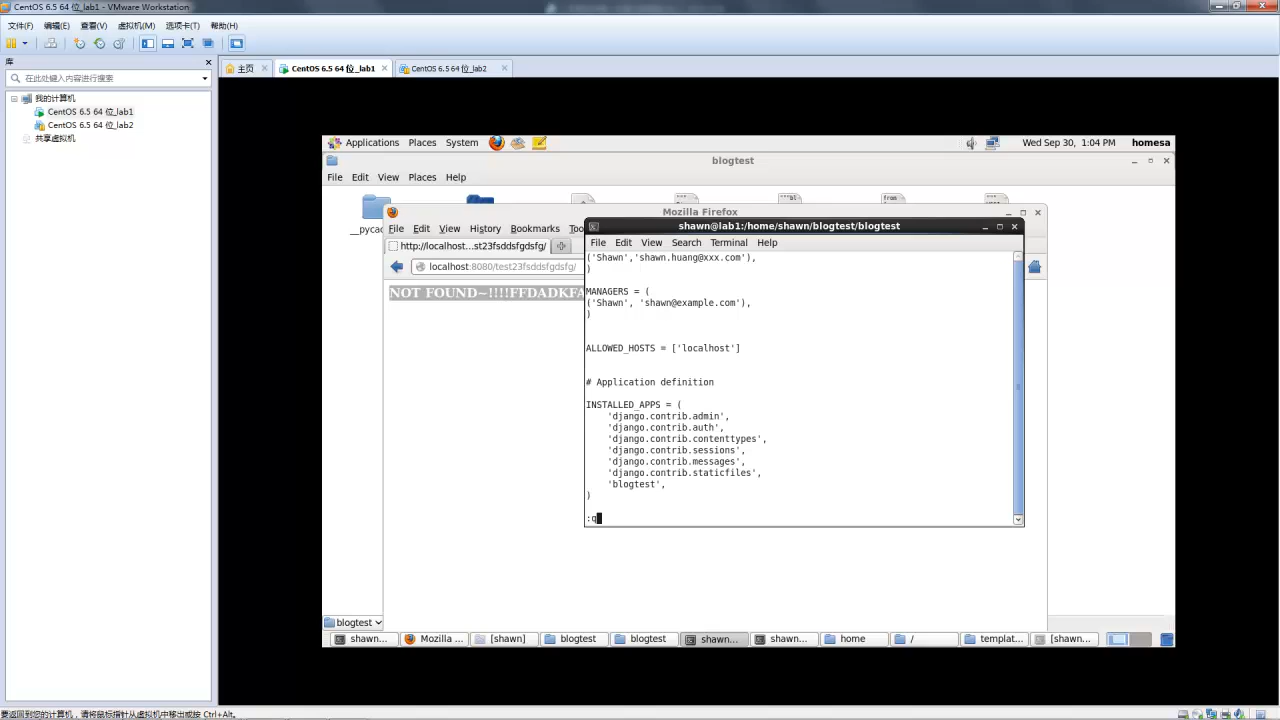 CentOS 6.5 64 位_lab1 - VMware Workstation
文件(F) 编辑(E) 查看(V) 虚拟机(M) 选项卡(T) 帮助(H)
库
在此处键入内容进行搜索
我的计算机
CentOS 6.5 64 位_lab1
CentOS 6.5 64 位_lab2
共享虚拟机
主页
CentOS 6.5 64 位_lab1
CentOS 6.5 64 位_lab2
Applications Places System
Wed Sep 30, 1:04 PM homesa
blogtest
File Edit View Places Help
__pycac
Mozilla Firefox
File Edit View History Bookmarks Too
http://localhost...st23fsddsfgdsfg/
localhost:8080/test23fsddsfgdsfg/
NOT FOUND~!!!!FFDADKFA
shawn@lab1:/home/shawn/blogtest/blogtest
File Edit View Search Terminal Help
('Shawn','shawn.huang@xxx.com'),
)
MANAGERS = (
('Shawn', 'shawn@example.com'),
)
ALLOWED_HOSTS = ['localhost']
# Application definition
INSTALLED_APPS = (
'django.contrib.admin',
'django.contrib.auth',
'django.contrib.contenttypes',
'django.contrib.sessions',
'django.contrib.messages',
'django.contrib.staticfiles',
'blogtest',
)
:q
blogtest
shawn... Mozilla ... [shawn] blogtest blogtest shawn... shawn... home / templat... [shawn...
要返回到您的计算机，请将鼠标指针从虚拟机中移出或按 Ctrl+Alt。